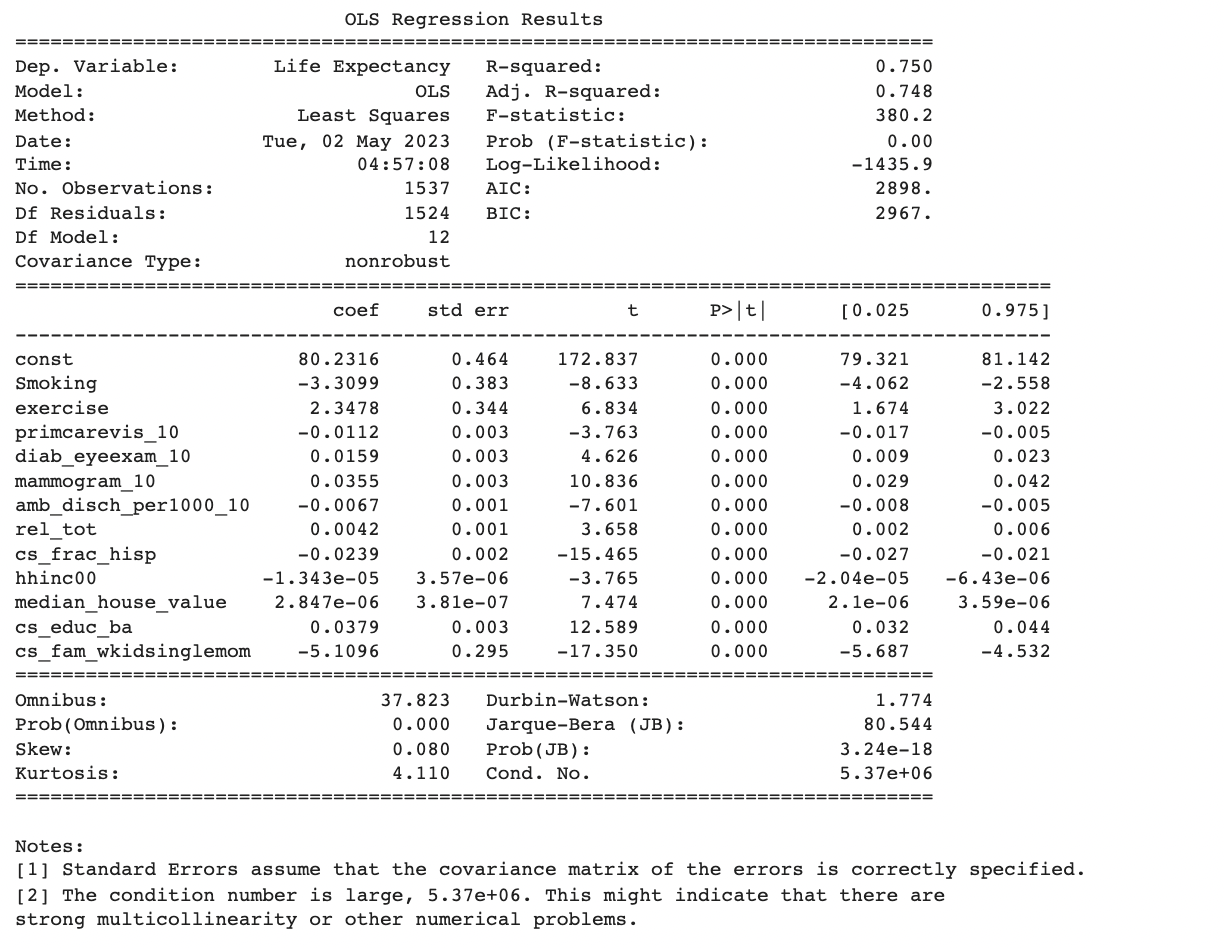 OLS Regression Results
==============================================================================
Dep. Variable:        Life Expectancy   R-squared:                       0.750
Model:                            OLS   Adj. R-squared:                  0.748
Method:                 Least Squares   F-statistic:                     380.2
Date:                Tue, 02 May 2023   Prob (F-statistic):               0.00
Time:                        04:57:08   Log-Likelihood:                -1435.9
No. Observations:                1537   AIC:                             2898.
Df Residuals:                    1524   BIC:                             2967.
Df Model:                          12
Covariance Type:            nonrobust
========================================================================================
                           coef    std err          t      P>|t|      [0.025      0.975]
----------------------------------------------------------------------------------------
const                   80.2316      0.464    172.837      0.000      79.321      81.142
Smoking                 -3.3099      0.383     -8.633      0.000      -4.062      -2.558
exercise                 2.3478      0.344      6.834      0.000       1.674       3.022
primcarevis_10          -0.0112      0.003     -3.763      0.000      -0.017      -0.005
diab_eyeexam_10          0.0159      0.003      4.626      0.000       0.009       0.023
mammogram_10             0.0355      0.003     10.836      0.000       0.029       0.042
amb_disch_per1000_10    -0.0067      0.001     -7.601      0.000      -0.008      -0.005
rel_tot                  0.0042      0.001      3.658      0.000       0.002       0.006
cs_frac_hisp            -0.0239      0.002    -15.465      0.000      -0.027      -0.021
hhinc00              -1.343e-05   3.57e-06     -3.765      0.000   -2.04e-05   -6.43e-06
median_house_value    2.847e-06   3.81e-07      7.474      0.000     2.1e-06    3.59e-06
cs_educ_ba               0.0379      0.003     12.589      0.000       0.032       0.044
cs_fam_wkidsinglemom    -5.1096      0.295    -17.350      0.000      -5.687      -4.532
==============================================================================
Omnibus:                       37.823   Durbin-Watson:                   1.774
Prob(Omnibus):                  0.000   Jarque-Bera (JB):               80.544
Skew:                           0.080   Prob(JB):                     3.24e-18
Kurtosis:                       4.110   Cond. No.                     5.37e+06
==============================================================================
Notes:
[1] Standard Errors assume that the covariance matrix of the errors is correctly specified.
[2] The condition number is large, 5.37e+06. This might indicate that there are
strong multicollinearity or other numerical problems.